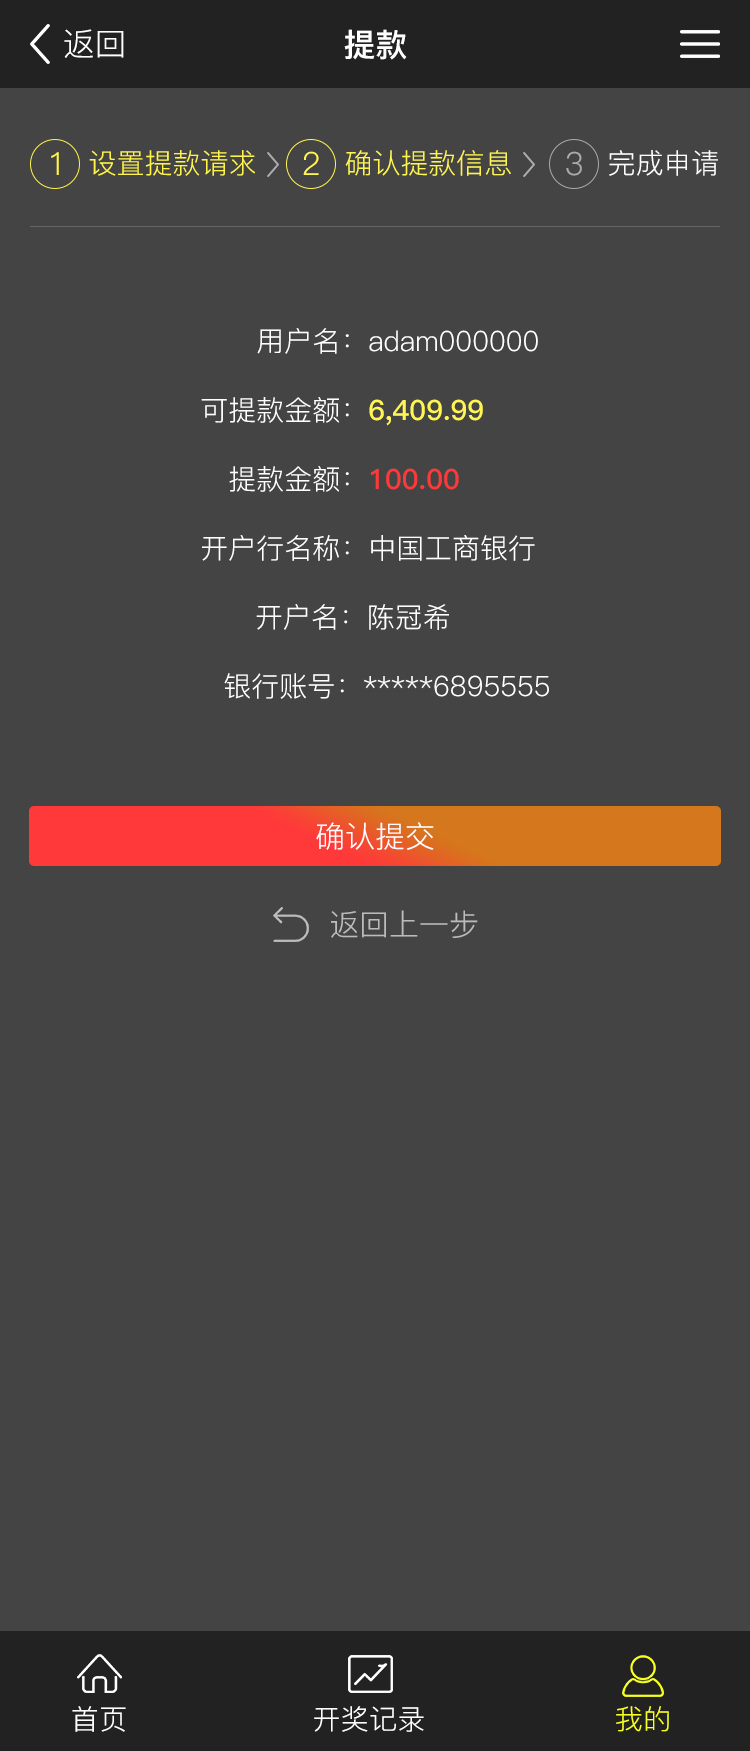 返回 提款
1 设置提款请求 2 确认提款信息 3 完成申请
用户名： adam000000
可提款金额： 6,409.99
提款金额： 100.00
开户行名称： 中国工商银行
开户名： 陈冠希
银行账号： *****6895555
确认提交
返回上一步
首页 开奖记录 我的